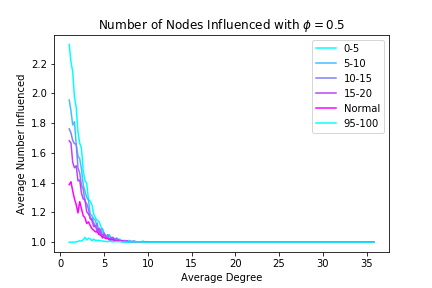 Number of Nodes Influenced with ϕ = 0.5
Average Number Influenced
2.2
2.0
1.8
1.6
1.4
1.2
1.0
0-5
5-10
10-15
15-20
Normal
95-100
0 5 10 15 20 25 30 35
Average Degree